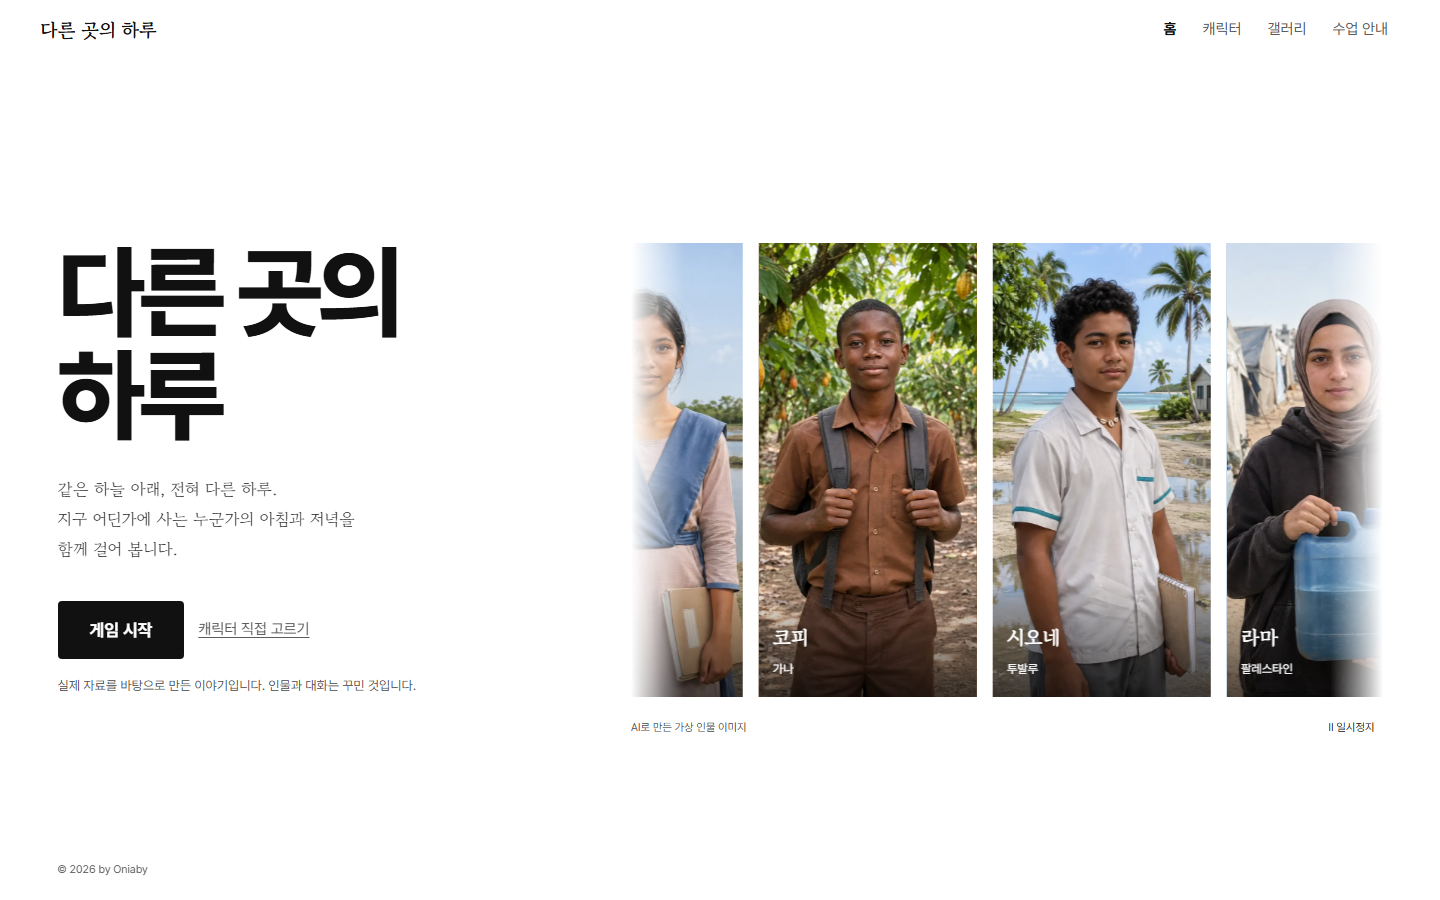 다른 곳의 하루
홈 캐릭터 갤러리 수업 안내
다른 곳의
하루
같은 하늘 아래, 전혀 다른 하루.
지구 어딘가에 사는 누군가의 아침과 저녁을
함께 걸어 봅니다.
게임 시작 캐릭터 직접 고르기
실제 자료를 바탕으로 만든 이야기입니다. 인물과 대화는 꾸민 것입니다.
코피
가나
시오네
투발루
라마
팔레스타인
AI로 만든 가상 인물 이미지
II 일시정지
© 2026 by Oniaby